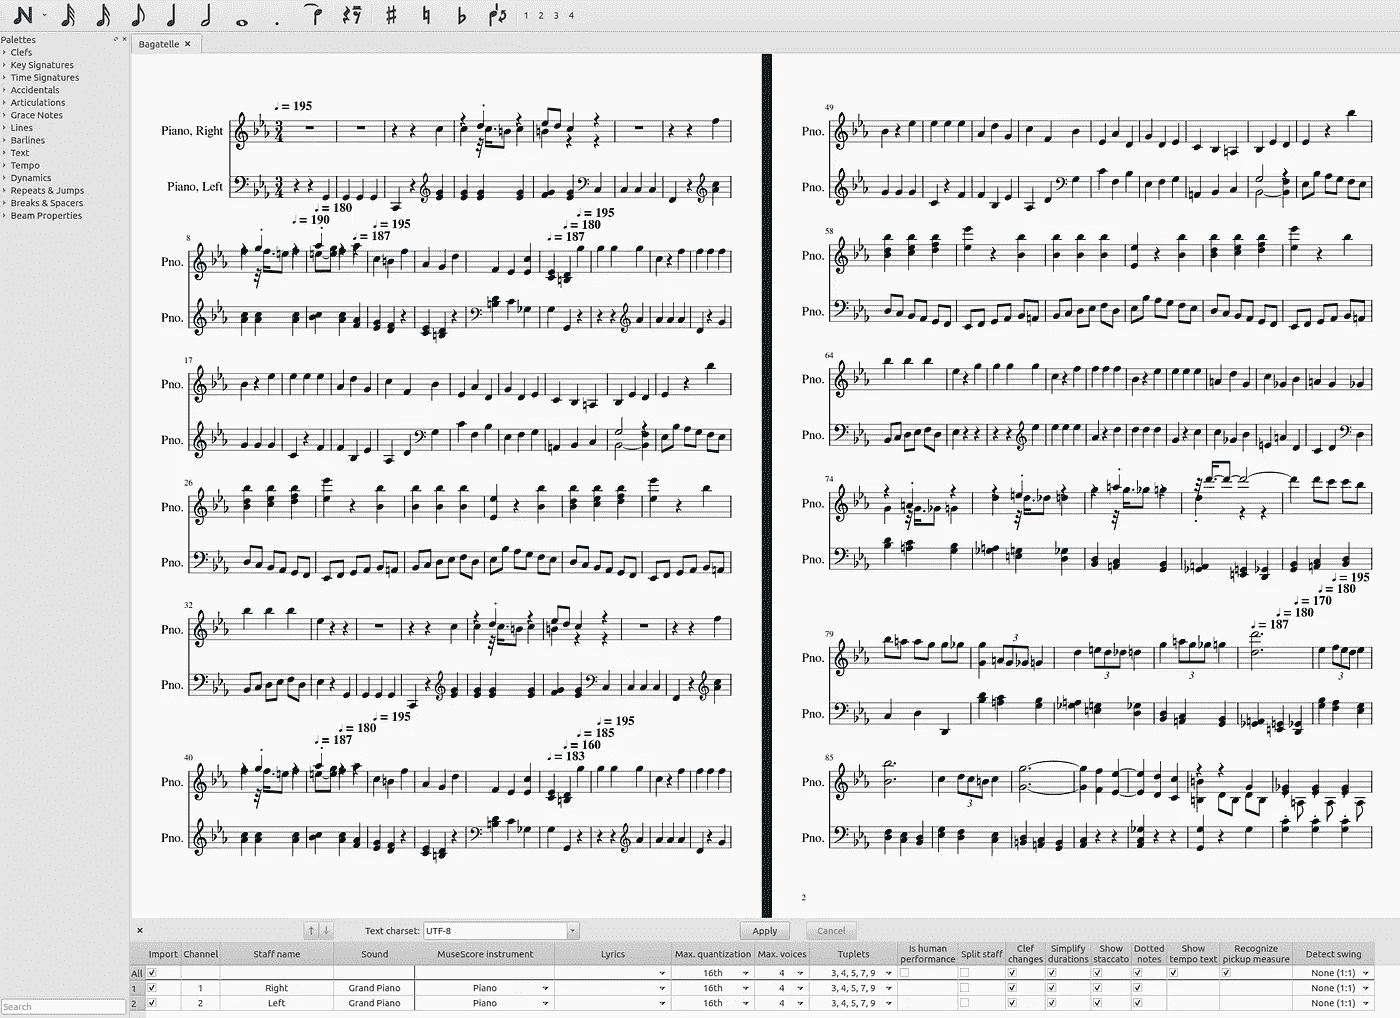 1 2 3 4
Palettes
Clefs
Key Signatures
Time Signatures
Accidentals
Articulations
Grace Notes
Lines
Barlines
Text
Tempo
Dynamics
Repeats & Jumps
Breaks & Spacers
Beam Properties
Search
Bagatelle
= 195
Piano, Right
3
4
Piano, Left
3
4
= 180
= 190
= 195
= 187
= 195
= 180
= 187
8
Pno.
Pno.
17
Pno.
Pno.
26
Pno.
Pno.
32
Pno.
Pno.
= 195
= 180
= 187
= 195
= 185
= 160
= 183
40
Pno.
Pno.
49
Pno.
Pno.
58
Pno.
Pno.
64
Pno.
Pno.
74
Pno.
Pno.
= 195
= 180
= 170
= 180
= 187
79
Pno.
3
3
3
3
Pno.
85
Pno.
3
Pno.
2
Text charset: UTF-8 Apply Cancel
Import Channel Staff name Sound MuseScore instrument Lyrics Max. quantization Max. voices Tuplets Is human performance Split staff Clef changes Simplify durations Show staccato Dotted notes Show tempo text Recognize pickup measure Detect swing
All 16th 4 3, 4, 5, 7, 9 None (1:1)
1 1 Right Grand Piano Piano 16th 4 3, 4, 5, 7, 9 None (1:1)
2 2 Left Grand Piano Piano 16th 4 3, 4, 5, 7, 9 None (1:1)